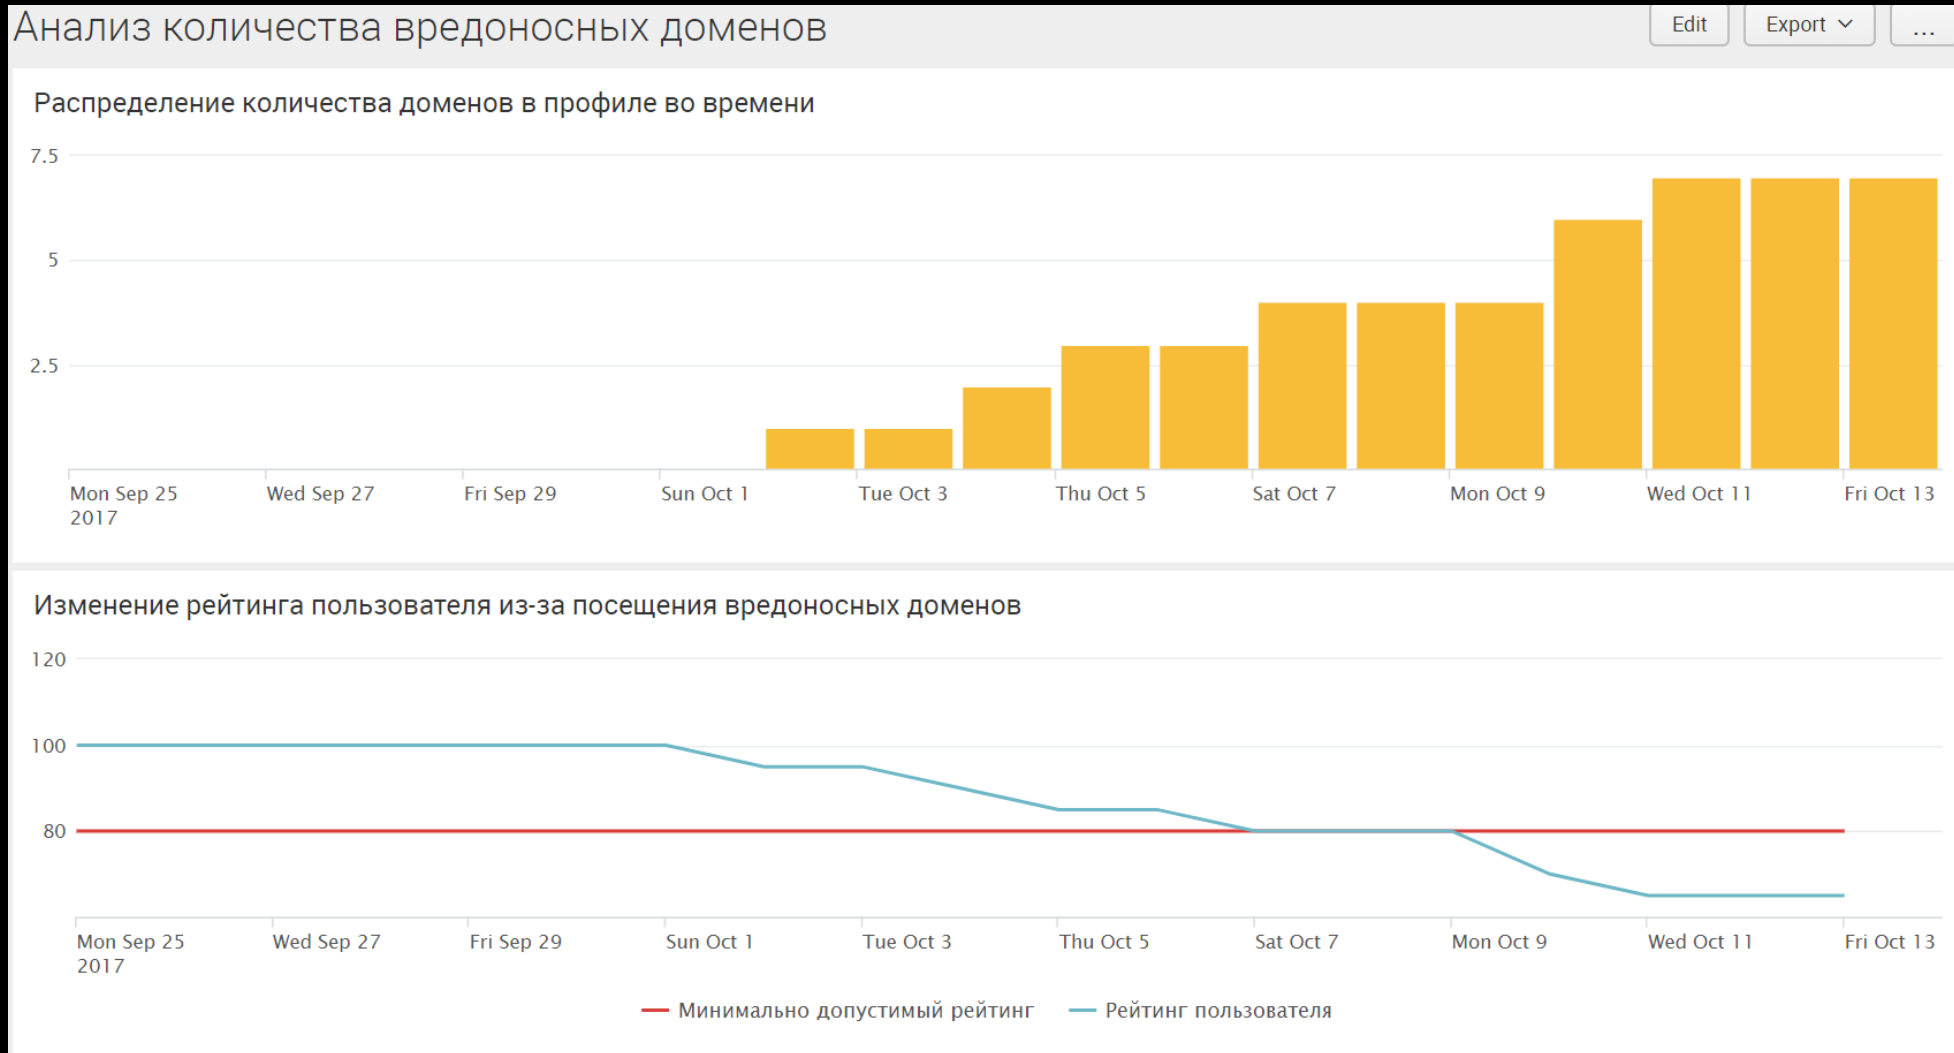 Анализ количества вредоносных доменов
Edit
Export
...
Распределение количества доменов в профиле во времени
7.5
5
2.5
Mon Sep 25 Wed Sep 27 Fri Sep 29 Sun Oct 1 Tue Oct 3 Thu Oct 5 Sat Oct 7 Mon Oct 9 Wed Oct 11 Fri Oct 13
2017
Изменение рейтинга пользователя из-за посещения вредоносных доменов
120
100
80
Mon Sep 25 Wed Sep 27 Fri Sep 29 Sun Oct 1 Tue Oct 3 Thu Oct 5 Sat Oct 7 Mon Oct 9 Wed Oct 11 Fri Oct 13
2017
Минимально допустимый рейтинг Рейтинг пользователя